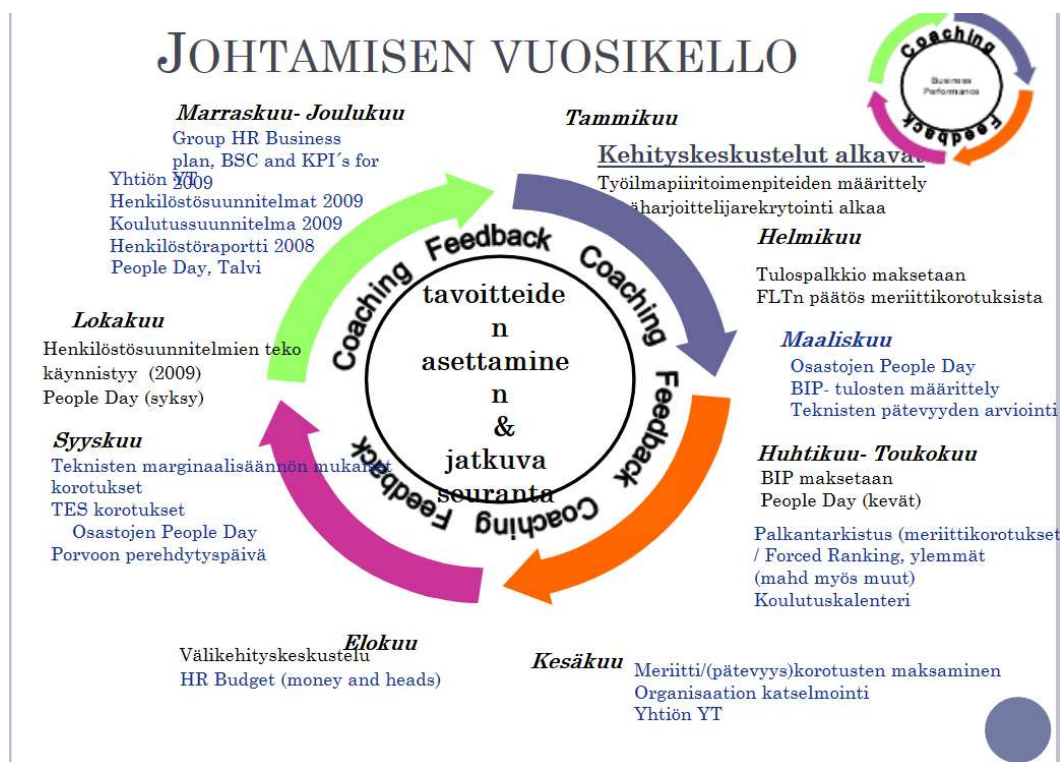 JOHTAMISEN VUOSIKELLO
Coaching
Business
Performance
Feedback
Marraskuu- Joulukuu
Group HR Business
plan, BSC and KPI´s for
2009
Yhtiön YT
Henkilöstösuunnitelmat 2009
Koulutussuunnitelma 2009
Henkilöstöraportti 2008
People Day, Talvi
Tammikuu
Kehityskeskustelut alkavat
Työilmapiiritoimenpiteiden määrittely
alkaa
Helmikuu
Tulospalkkio maksetaan
FLTn päätös meriittikorotuksista
Maaliskuu
Osastojen People Day
BIP- tulosten määrittely
Teknisten pätevyyden arviointi
Huhtikuu- Toukokuu
BIP maksetaan
People Day (kevät)
Palkantarkistus (meriittikorotukset
/ Forced Ranking, ylemmät
(mahd myös muut)
Koulutuskalenteri
Kesäkuu
Meriitti/(pätevyys)korotusten maksaminen
Organisaation katselmointi
Yhtiön YT
Elokuu
Välikehityskeskustelu
HR Budget (money and heads)
Syyskuu
Teknisten marginaalisäännön mukaiset
korotukset
TES korotukset
Osastojen People Day
Porvoon perehdytyspäivä
Lokakuu
Henkilöstösuunnitelmien teko
käynnistyy (2009)
People Day (syksy)
Coaching Feedback Coaching Feedback Coaching Feedback
tavoitteide
n
asettamine
n
&
jatkuva
seuranta